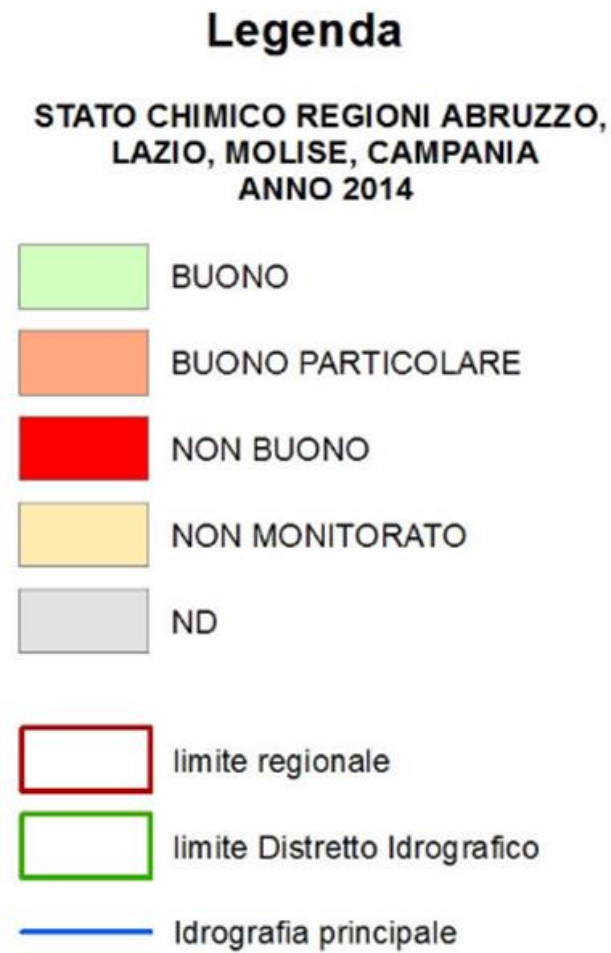 Legenda
STATO CHIMICO REGIONI ABRUZZO,
LAZIO, MOLISE, CAMPANIA
ANNO 2014
BUONO
BUONO PARTICOLARE
NON BUONO
NON MONITORATO
ND
limite regionale
limite Distretto Idrografico
Idrografia principale